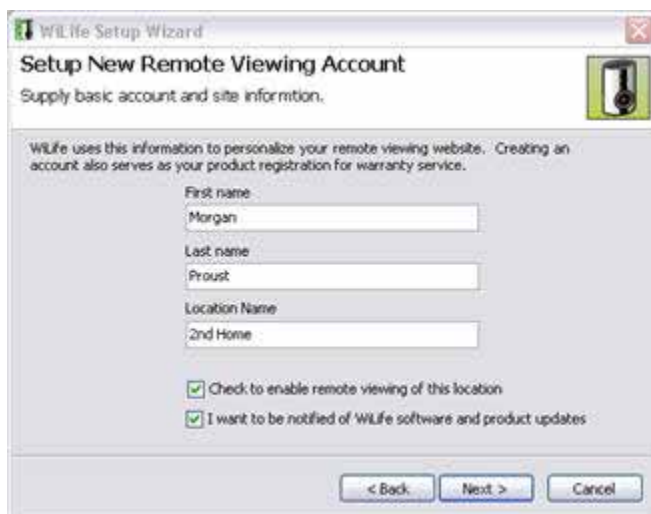 WiLife Setup Wizard
Setup New Remote Viewing Account
Supply basic account and site informtion.
WiLife uses this information to personalize your remote viewing website. Creating an
account also serves as your product registration for warranty service.
First name
Morgan
Last name
Proust
Location Name
2nd Home
Check to enable remote viewing of this location
I want to be notified of WiLife software and product updates
< Back Next > Cancel